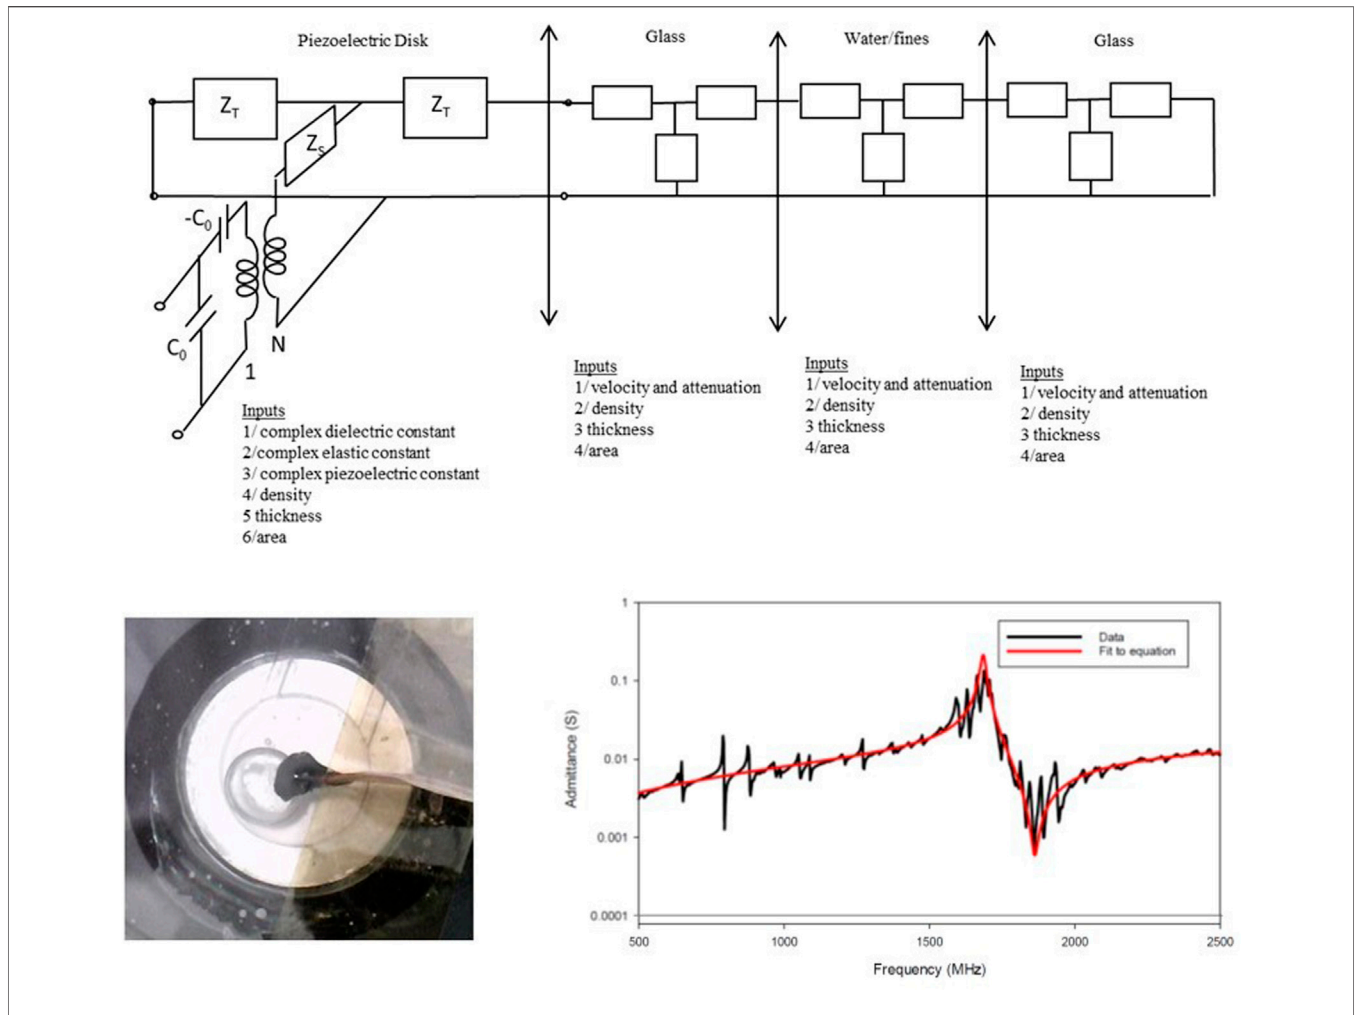 Piezoelectric Disk
Glass
Water/fines
Glass
Z_T
Z_T
Z_S
-C_0
C_0
N
1
Inputs
1/ complex dielectric constant
2/complex elastic constant
3/ complex piezoelectric constant
4/ density
5 thickness
6/area
Inputs
1/ velocity and attenuation
2/ density
3 thickness
4/area
Inputs
1/ velocity and attenuation
2/ density
3 thickness
4/area
Inputs
1/ velocity and attenuation
2/ density
3 thickness
4/area
1
0.1
0.01
0.001
0.0001
Admittance (S)
Data
Fit to equation
500
1000
1500
2000
2500
Frequency (MHz)